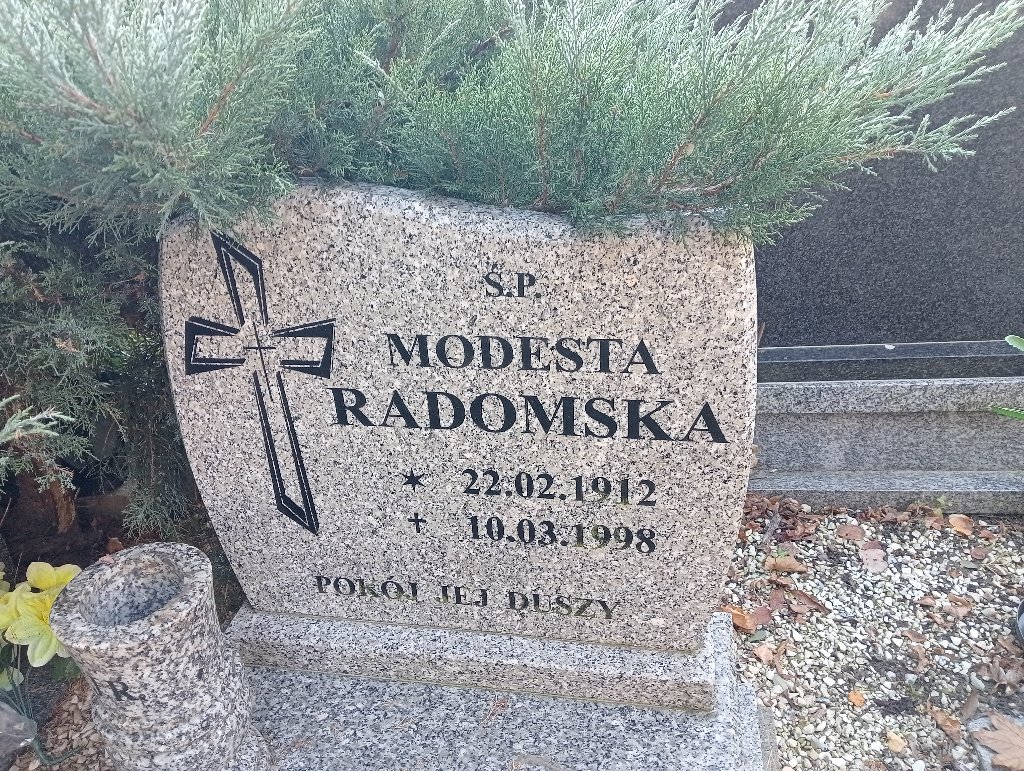 Ś.P.
MODESTA
RADOMSKA
✶ 22.02.1912
✝ 10.03.1998
POKÓJ JEJ DUSZY
R.